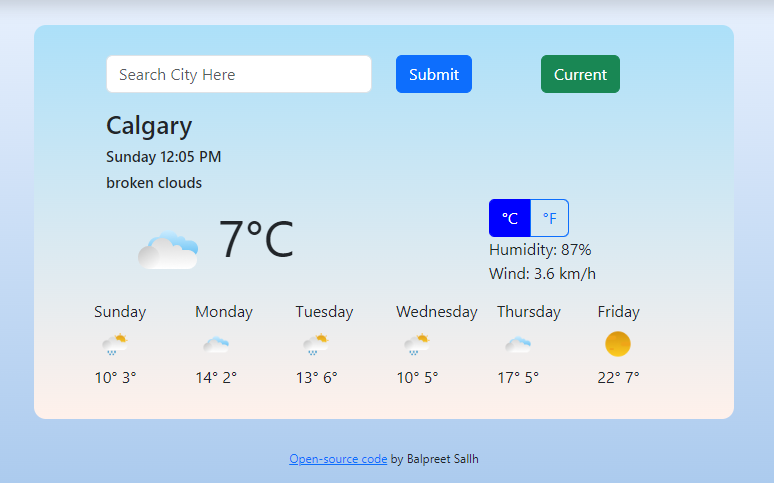 Search City Here Submit Current
Calgary
Sunday 12:05 PM
broken clouds
7°C
°C °F
Humidity: 87%
Wind: 3.6 km/h
Sunday Monday Tuesday Wednesday Thursday Friday
10° 3° 14° 2° 13° 6° 10° 5° 17° 5° 22° 7°
Open-source code by Balpreet Sallh